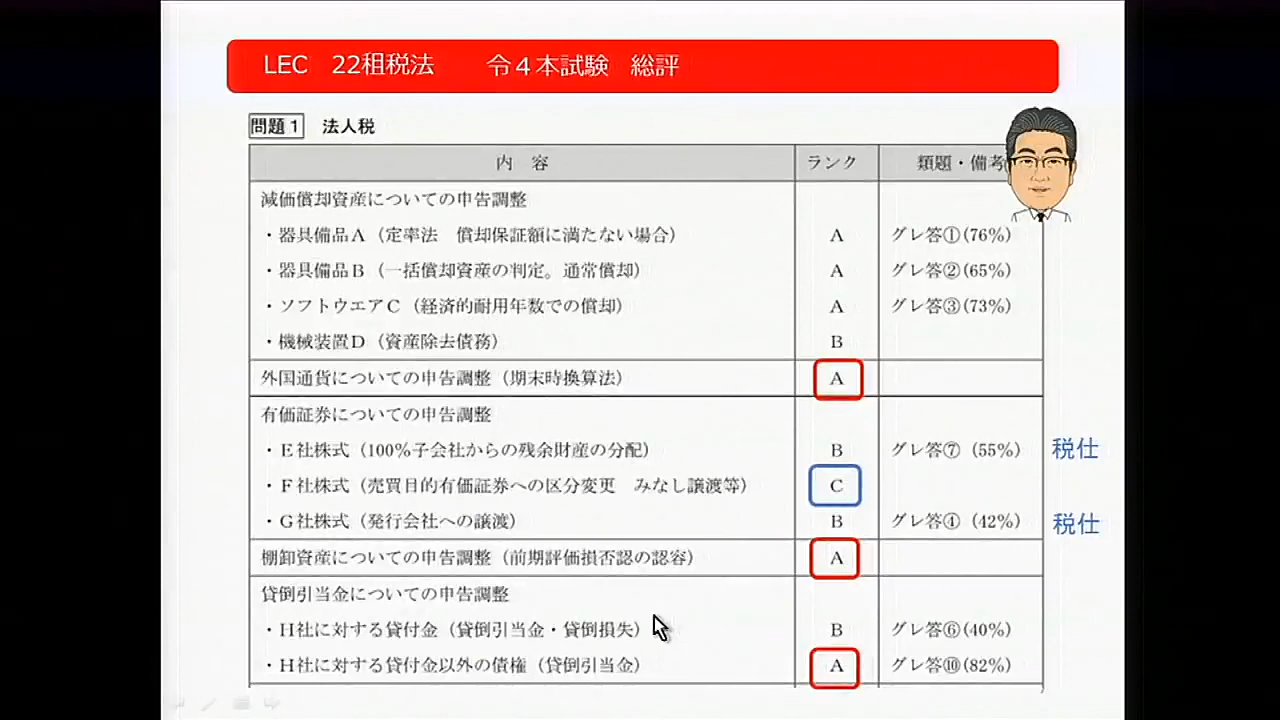 LEC 22租税法 令４本試験 総評
問題1 法人税
内 容 ランク 類題・備考
減価償却資産についての申告調整
・器具備品A（定率法 償却保証額に満たない場合） A グレ答①(76%)
・器具備品B（一括償却資産の判定。通常償却） A グレ答②(65%)
・ソフトウエアC（経済的耐用年数での償却） A グレ答③(73%)
・機械装置D（資産除去債務） B
外国通貨についての申告調整（期末時換算法） A
有価証券についての申告調整
・E社株式（100%子会社からの残余財産の分配） B グレ答⑦ (55%) 税仕
・F社株式（売買目的有価証券への区分変更 みなし譲渡等） C
・G社株式（発行会社への譲渡） B グレ答④ (42%) 税仕
棚卸資産についての申告調整（前期評価損否認の認容） A
貸倒引当金についての申告調整
・H社に対する貸付金（貸倒引当金・貸倒損失） B グレ答⑥(40%)
・H社に対する貸付金以外の債権（貸倒引当金） A グレ答⑩(82%)